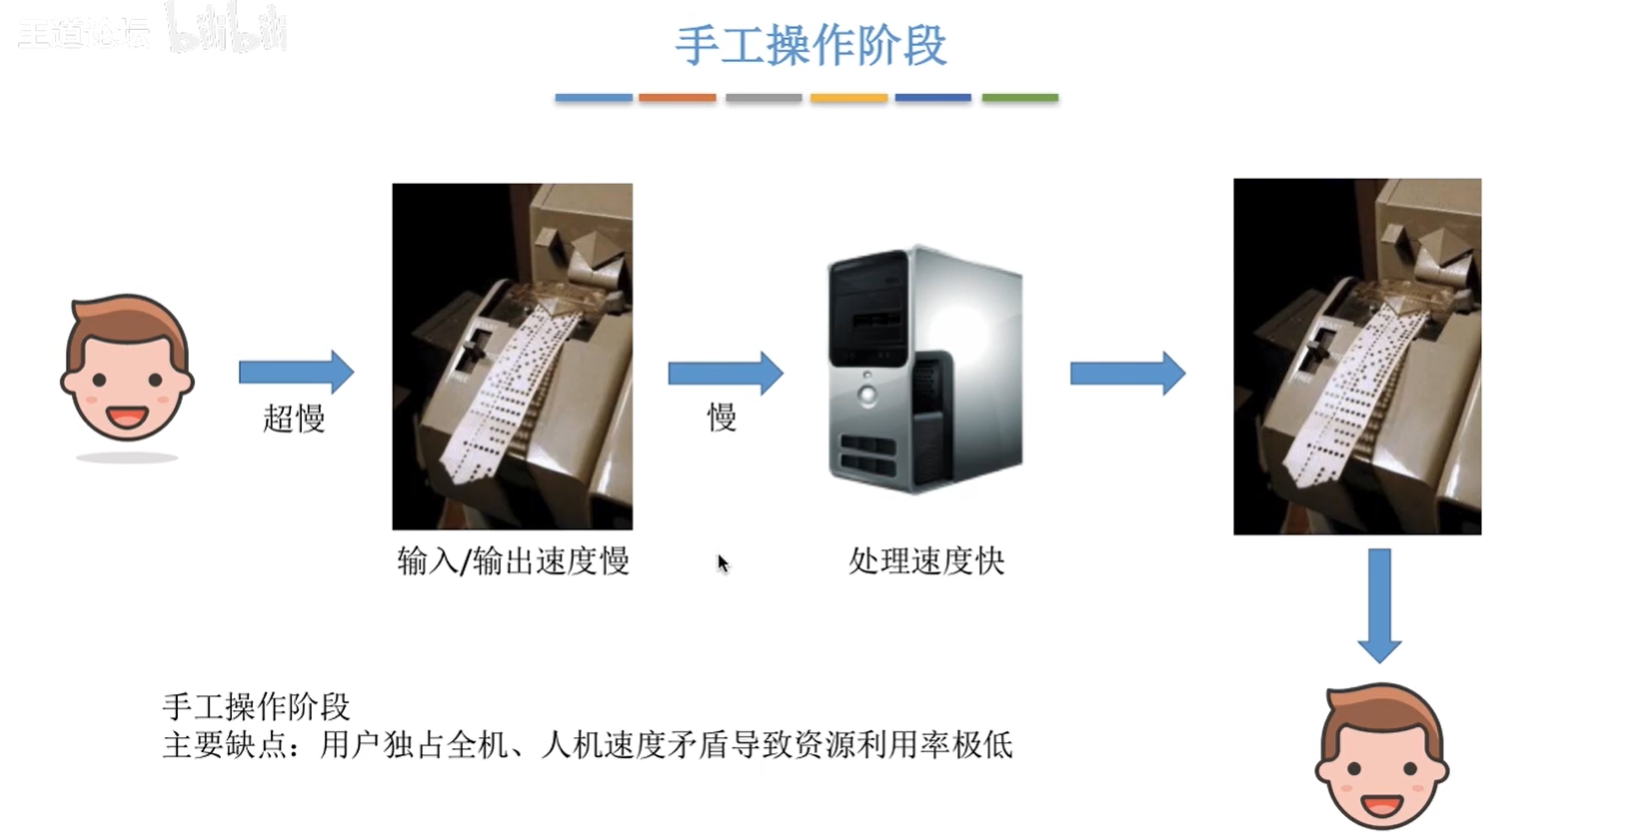 王道论坛 bilibili
手工操作阶段
超慢
慢
输入/输出速度慢
处理速度快
手工操作阶段
主要缺点：用户独占全机、人机速度矛盾导致资源利用率极低